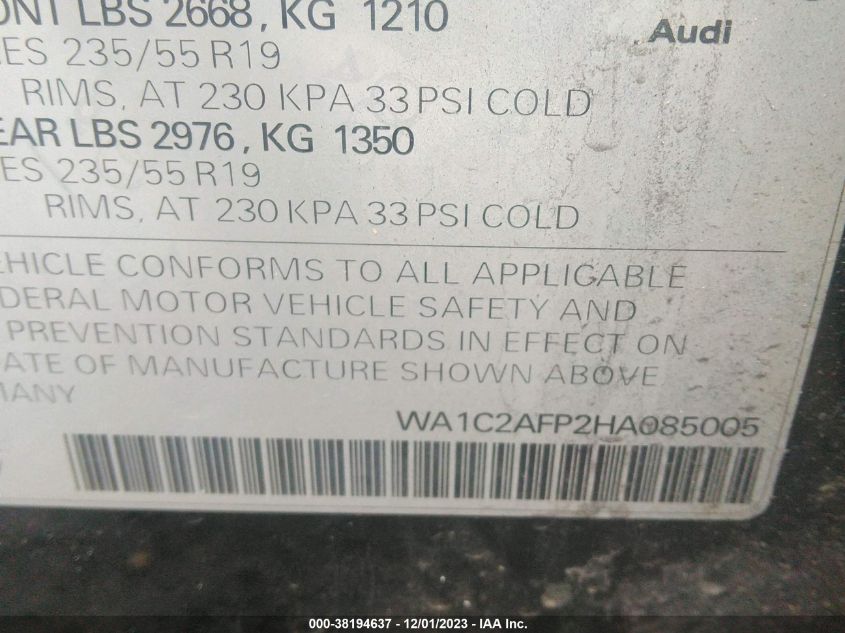 ONT LBS 2668, KG 1210
Audi
ES 235/55 R19
RIMS, AT 230 KPA 33 PSI COLD
EAR LBS 2976, KG 1350
ES 235/55 R19
RIMS, AT 230 KPA 33 PSI COLD
EHICLE CONFORMS TO ALL APPLICABLE
DERAL MOTOR VEHICLE SAFETY AND
PREVENTION STANDARDS IN EFFECT ON
ATE OF MANUFACTURE SHOWN ABOVE
MANY
WA1C2AFP2HA085005
000-38194637 - 12/01/2023 - IAA Inc.